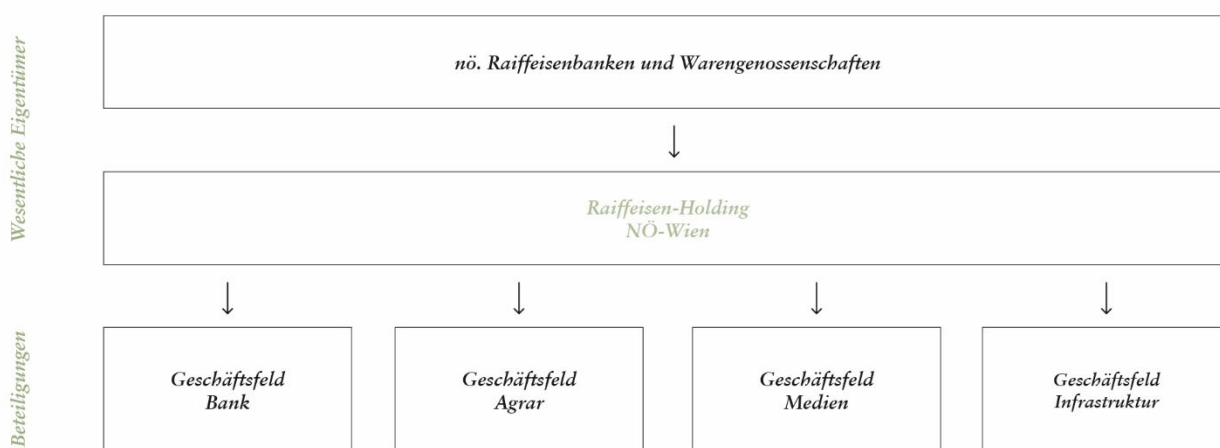 Wesentliche Eigentümer
nö. Raiffeisenbanken und Warengenossenschaften
Raiffeisen-Holding
NÖ-Wien
Beteiligungen
Geschäftsfeld
Bank
Geschäftsfeld
Agrar
Geschäftsfeld
Medien
Geschäftsfeld
Infrastruktur